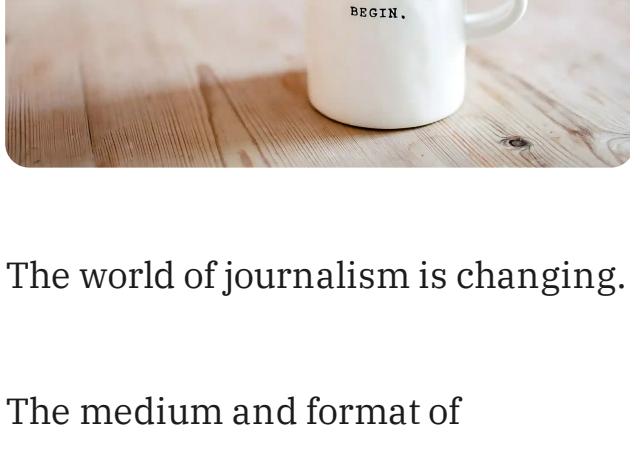 BEGIN.
The world of journalism is changing.
The medium and format of